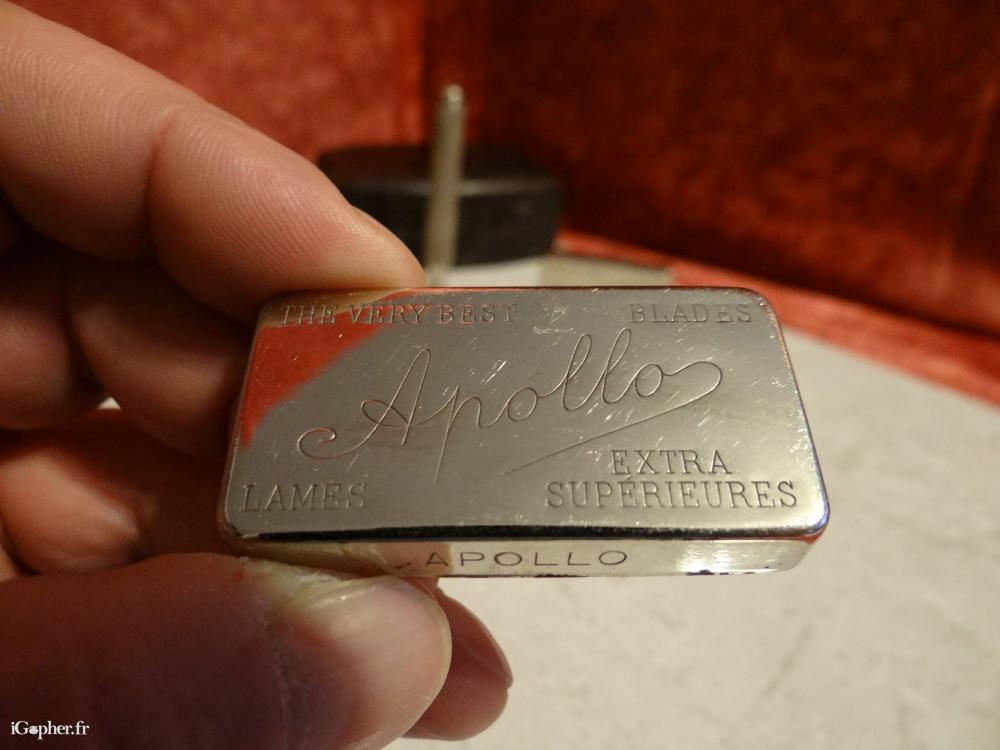 THE VERY BEST BLADES
Apollo
EXTRA
LAMES SUPÉRIEURES
APOLLO
iGopher.fr